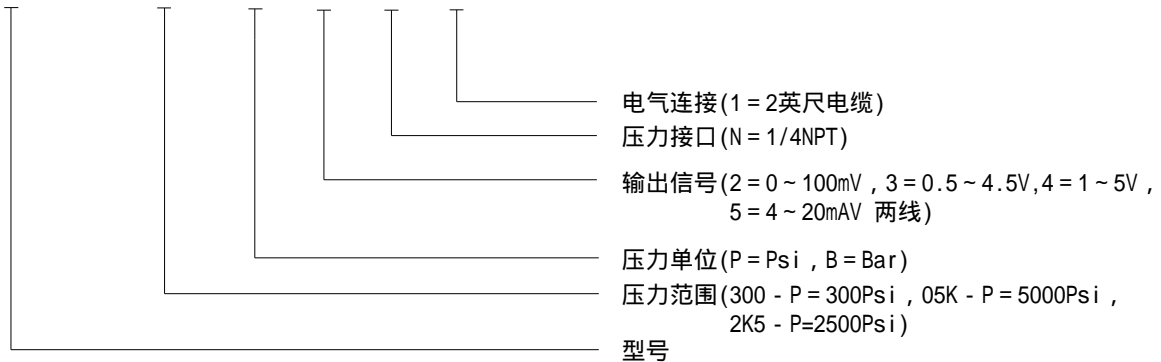 电气连接(1 = 2英尺电缆)
压力接口(N = 1/4NPT)
输出信号(2 = 0 ~ 100mV , 3 = 0.5 ~ 4.5V,4 = 1 ~ 5V ,
5 = 4 ~ 20mAV 两线)
压力单位(P = Psi , B = Bar)
压力范围(300 - P = 300Psi , 05K - P = 5000Psi ,
2K5 - P=2500Psi)
型号